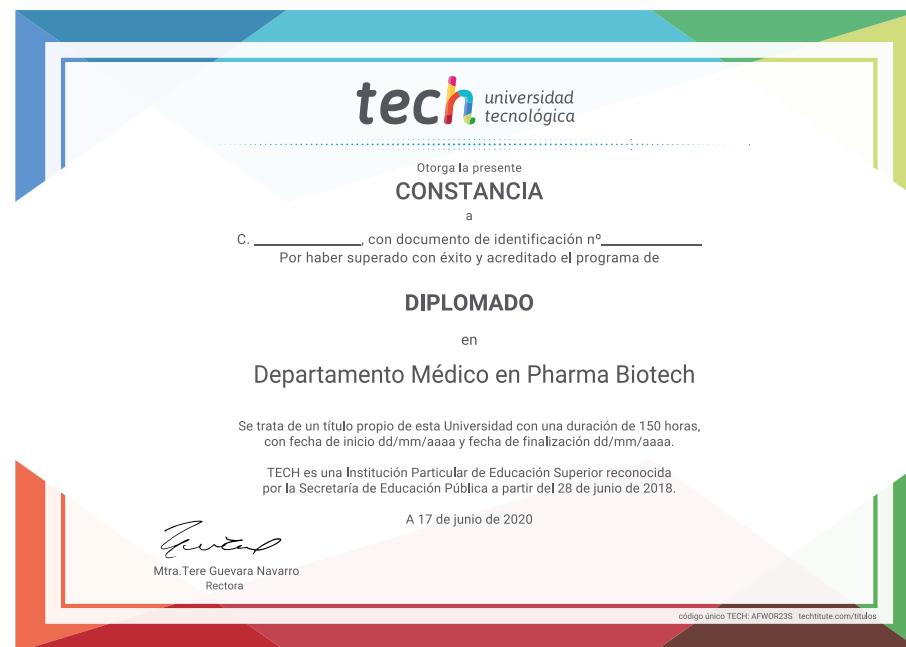 tech universidad
tecnológica
Otorga la presente
CONSTANCIA
a
C. ______________, con documento de identificación nº_____________
Por haber superado con éxito y acreditado el programa de
DIPLOMADO
en
Departamento Médico en Pharma Biotech
Se trata de un título propio de esta Universidad con una duración de 150 horas,
con fecha de inicio dd/mm/aaaa y fecha de finalización dd/mm/aaaa.
TECH es una Institución Particular de Educación Superior reconocida
por la Secretaría de Educación Pública a partir del 28 de junio de 2018.
A 17 de junio de 2020
Mtra.Tere Guevara Navarro
Rectora
código único TECH: AFWOR23S techtitute.com/titulos